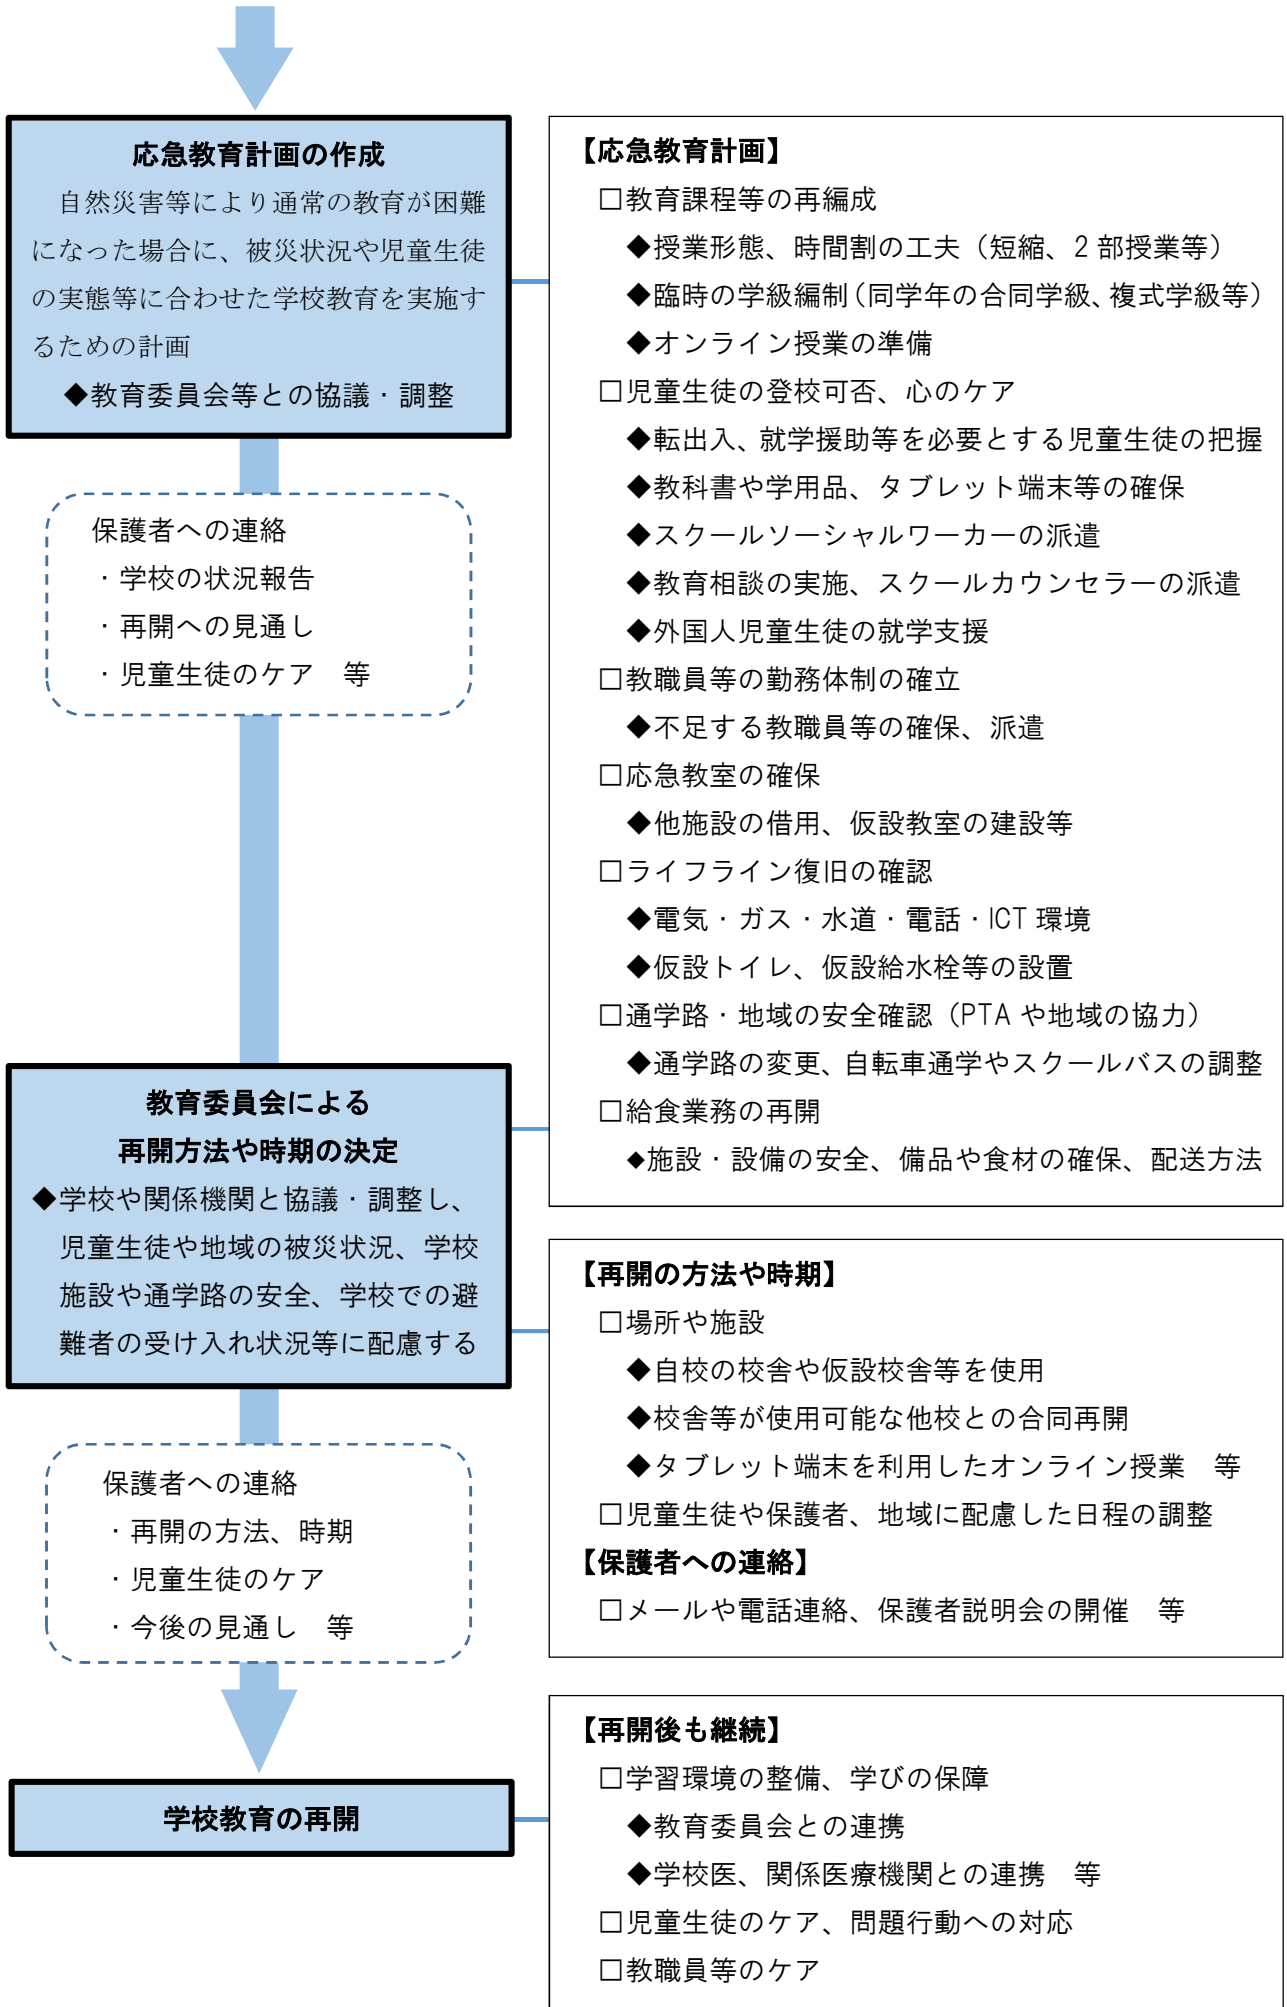 応急教育計画の作成
自然災害等により通常の教育が困難
になった場合に、被災状況や児童生徒
の実態等に合わせた学校教育を実施す
るための計画
◆教育委員会等との協議・調整
【応急教育計画】
□教育課程等の再編成
◆授業形態、時間割の工夫（短縮、2部授業等）
◆臨時の学級編制（同学年の合同学級、複式学級等）
◆オンライン授業の準備
□児童生徒の登校可否、心のケア
◆転出入、就学援助等を必要とする児童生徒の把握
◆教科書や学用品、タブレット端末等の確保
◆スクールソーシャルワーカーの派遣
◆教育相談の実施、スクールカウンセラーの派遣
◆外国人児童生徒の就学支援
□教職員等の勤務体制の確立
◆不足する教職員等の確保、派遣
□応急教室の確保
◆他施設の借用、仮設教室の建設等
□ライフライン復旧の確認
◆電気・ガス・水道・電話・ICT環境
◆仮設トイレ、仮設給水栓等の設置
□通学路・地域の安全確認（PTAや地域の協力）
◆通学路の変更、自転車通学やスクールバスの調整
□給食業務の再開
◆施設・設備の安全、備品や食材の確保、配送方法
保護者への連絡
・学校の状況報告
・再開への見通し
・児童生徒のケア　等
教育委員会による
再開方法や時期の決定
◆学校や関係機関と協議・調整し、
児童生徒や地域の被災状況、学校
施設や通学路の安全、学校での避
難者の受け入れ状況等に配慮する
【再開の方法や時期】
□場所や施設
◆自校の校舎や仮設校舎等を使用
◆校舎等が使用可能な他校との合同再開
◆タブレット端末を利用したオンライン授業　等
□児童生徒や保護者、地域に配慮した日程の調整
【保護者への連絡】
□メールや電話連絡、保護者説明会の開催　等
保護者への連絡
・再開の方法、時期
・児童生徒のケア
・今後の見通し　等
学校教育の再開
【再開後も継続】
□学習環境の整備、学びの保障
◆教育委員会との連携
◆学校医、関係医療機関との連携　等
□児童生徒のケア、問題行動への対応
□教職員等のケア